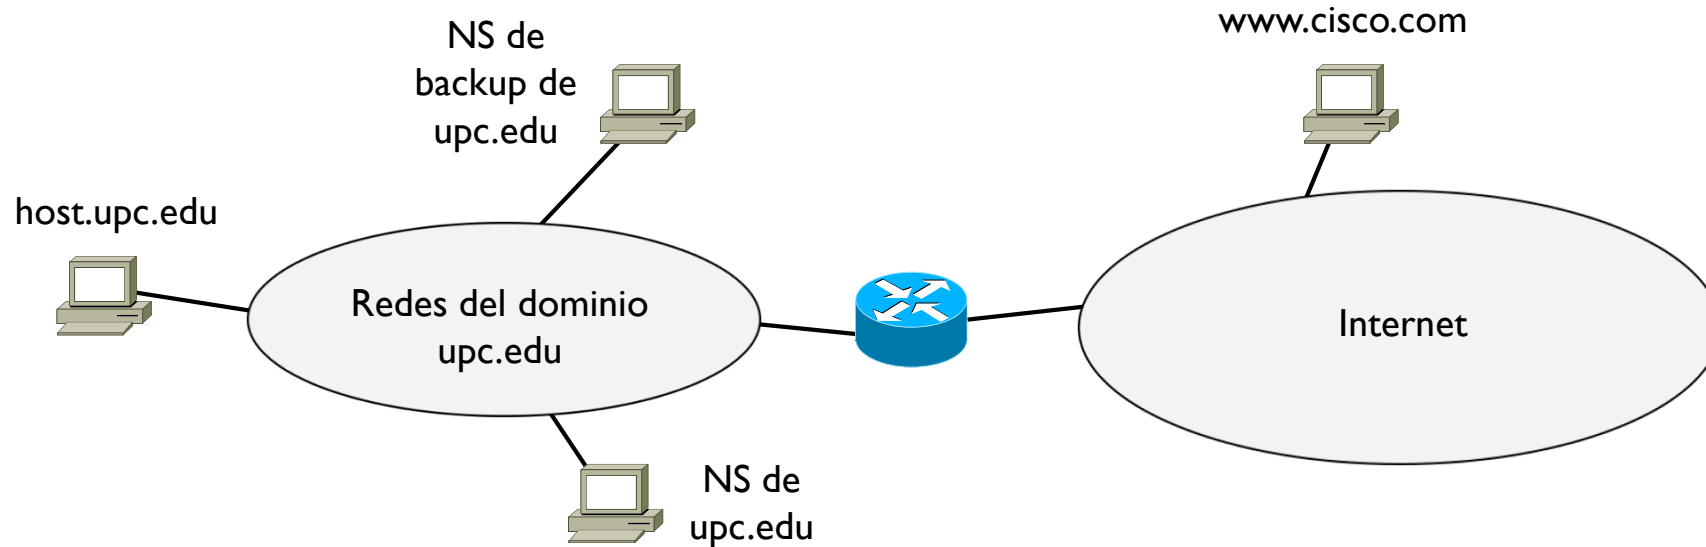 NS de
backup de
upc.edu
www.cisco.com
host.upc.edu
Redes del dominio
upc.edu
Internet
NS de
upc.edu